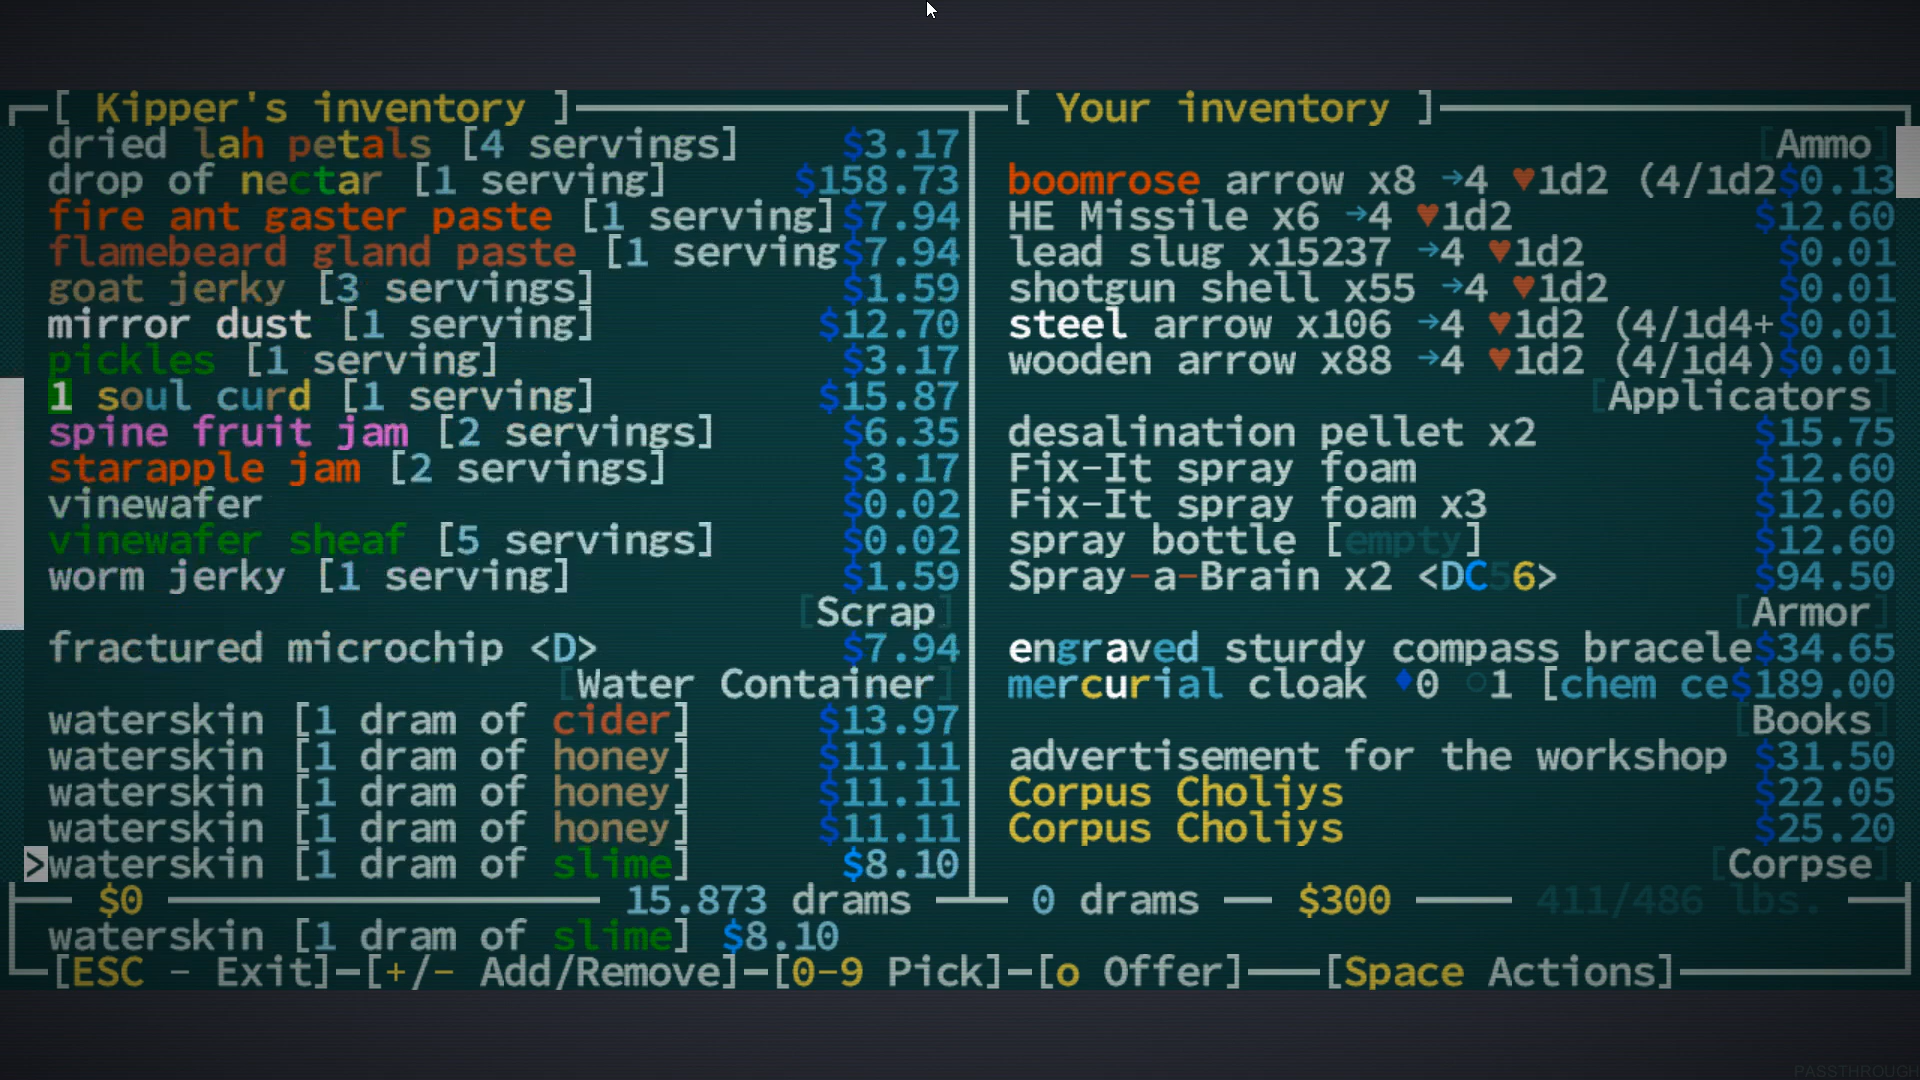 [ Kipper's inventory ]
dried lah petals [4 servings] $3.17
drop of nectar [1 serving] $158.73
fire ant gaster paste [1 serving] $7.94
flamebeard gland paste [1 serving $7.94
goat jerky [3 servings] $1.59
mirror dust [1 serving] $12.70
pickles [1 serving] $3.17
1 soul curd [1 serving] $15.87
spine fruit jam [2 servings] $6.35
starapple jam [2 servings] $3.17
vinewafer $0.02
vinewafer sheaf [5 servings] $0.02
worm jerky [1 serving] $1.59
[Scrap]
fractured microchip <D> $7.94
[Water Container]
waterskin [1 dram of cider] $13.97
waterskin [1 dram of honey] $11.11
waterskin [1 dram of honey] $11.11
waterskin [1 dram of honey] $11.11
>waterskin [1 dram of slime] $8.10
$0 15.873 drams
[ Your inventory ]
[Ammo]
boomrose arrow x8 →4 ♥1d2 (4/1d2 $0.13
HE Missile x6 →4 ♥1d2 $12.60
lead slug x15237 →4 ♥1d2 $0.01
shotgun shell x55 →4 ♥1d2 $0.01
steel arrow x106 →4 ♥1d2 (4/1d4+ $0.01
wooden arrow x88 →4 ♥1d2 (4/1d4) $0.01
[Applicators]
desalination pellet x2 $15.75
Fix-It spray foam $12.60
Fix-It spray foam x3 $12.60
spray bottle [empty] $12.60
Spray-a-Brain x2 <DC56> $94.50
[Armor]
engraved sturdy compass bracele $34.65
mercurial cloak ♦0 ○1 [chem ce $189.00
[Books]
advertisement for the workshop $31.50
Corpus Choliys $22.05
Corpus Choliys $25.20
[Corpse]
0 drams — $300 — 411/486 lbs.
waterskin [1 dram of slime] $8.10
[ESC - Exit]—[+/- Add/Remove]—[0-9 Pick]—[o Offer]—[Space Actions]
PASSTHROUGH